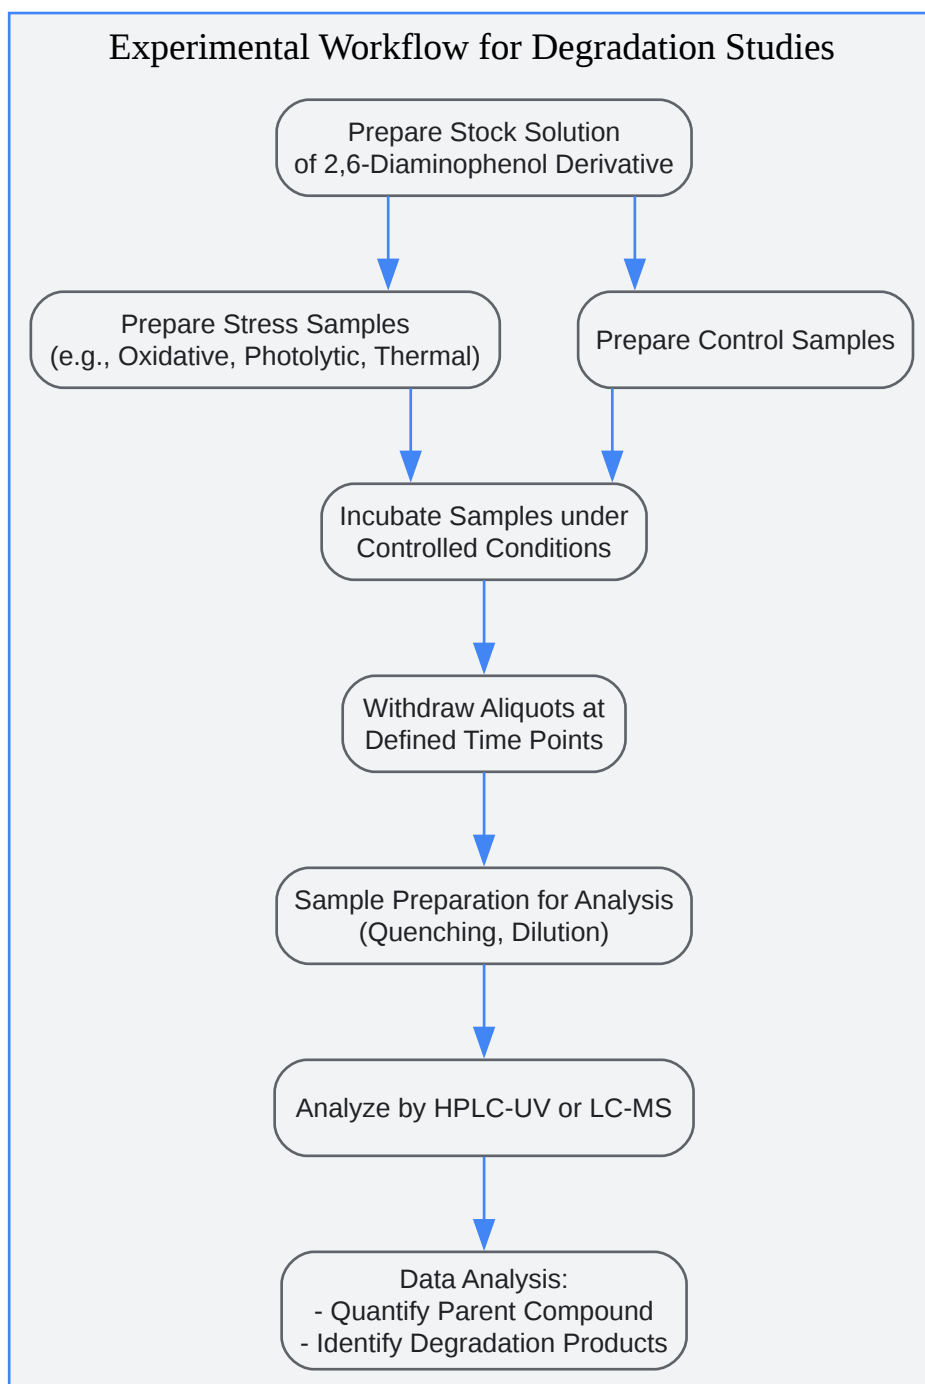 Experimental Workflow for Degradation Studies
Prepare Stock Solution
of 2,6-Diaminophenol Derivative
Prepare Stress Samples
(e.g., Oxidative, Photolytic, Thermal)
Prepare Control Samples
Incubate Samples under
Controlled Conditions
Withdraw Aliquots at
Defined Time Points
Sample Preparation for Analysis
(Quenching, Dilution)
Analyze by HPLC-UV or LC-MS
Data Analysis:
- Quantify Parent Compound
- Identify Degradation Products